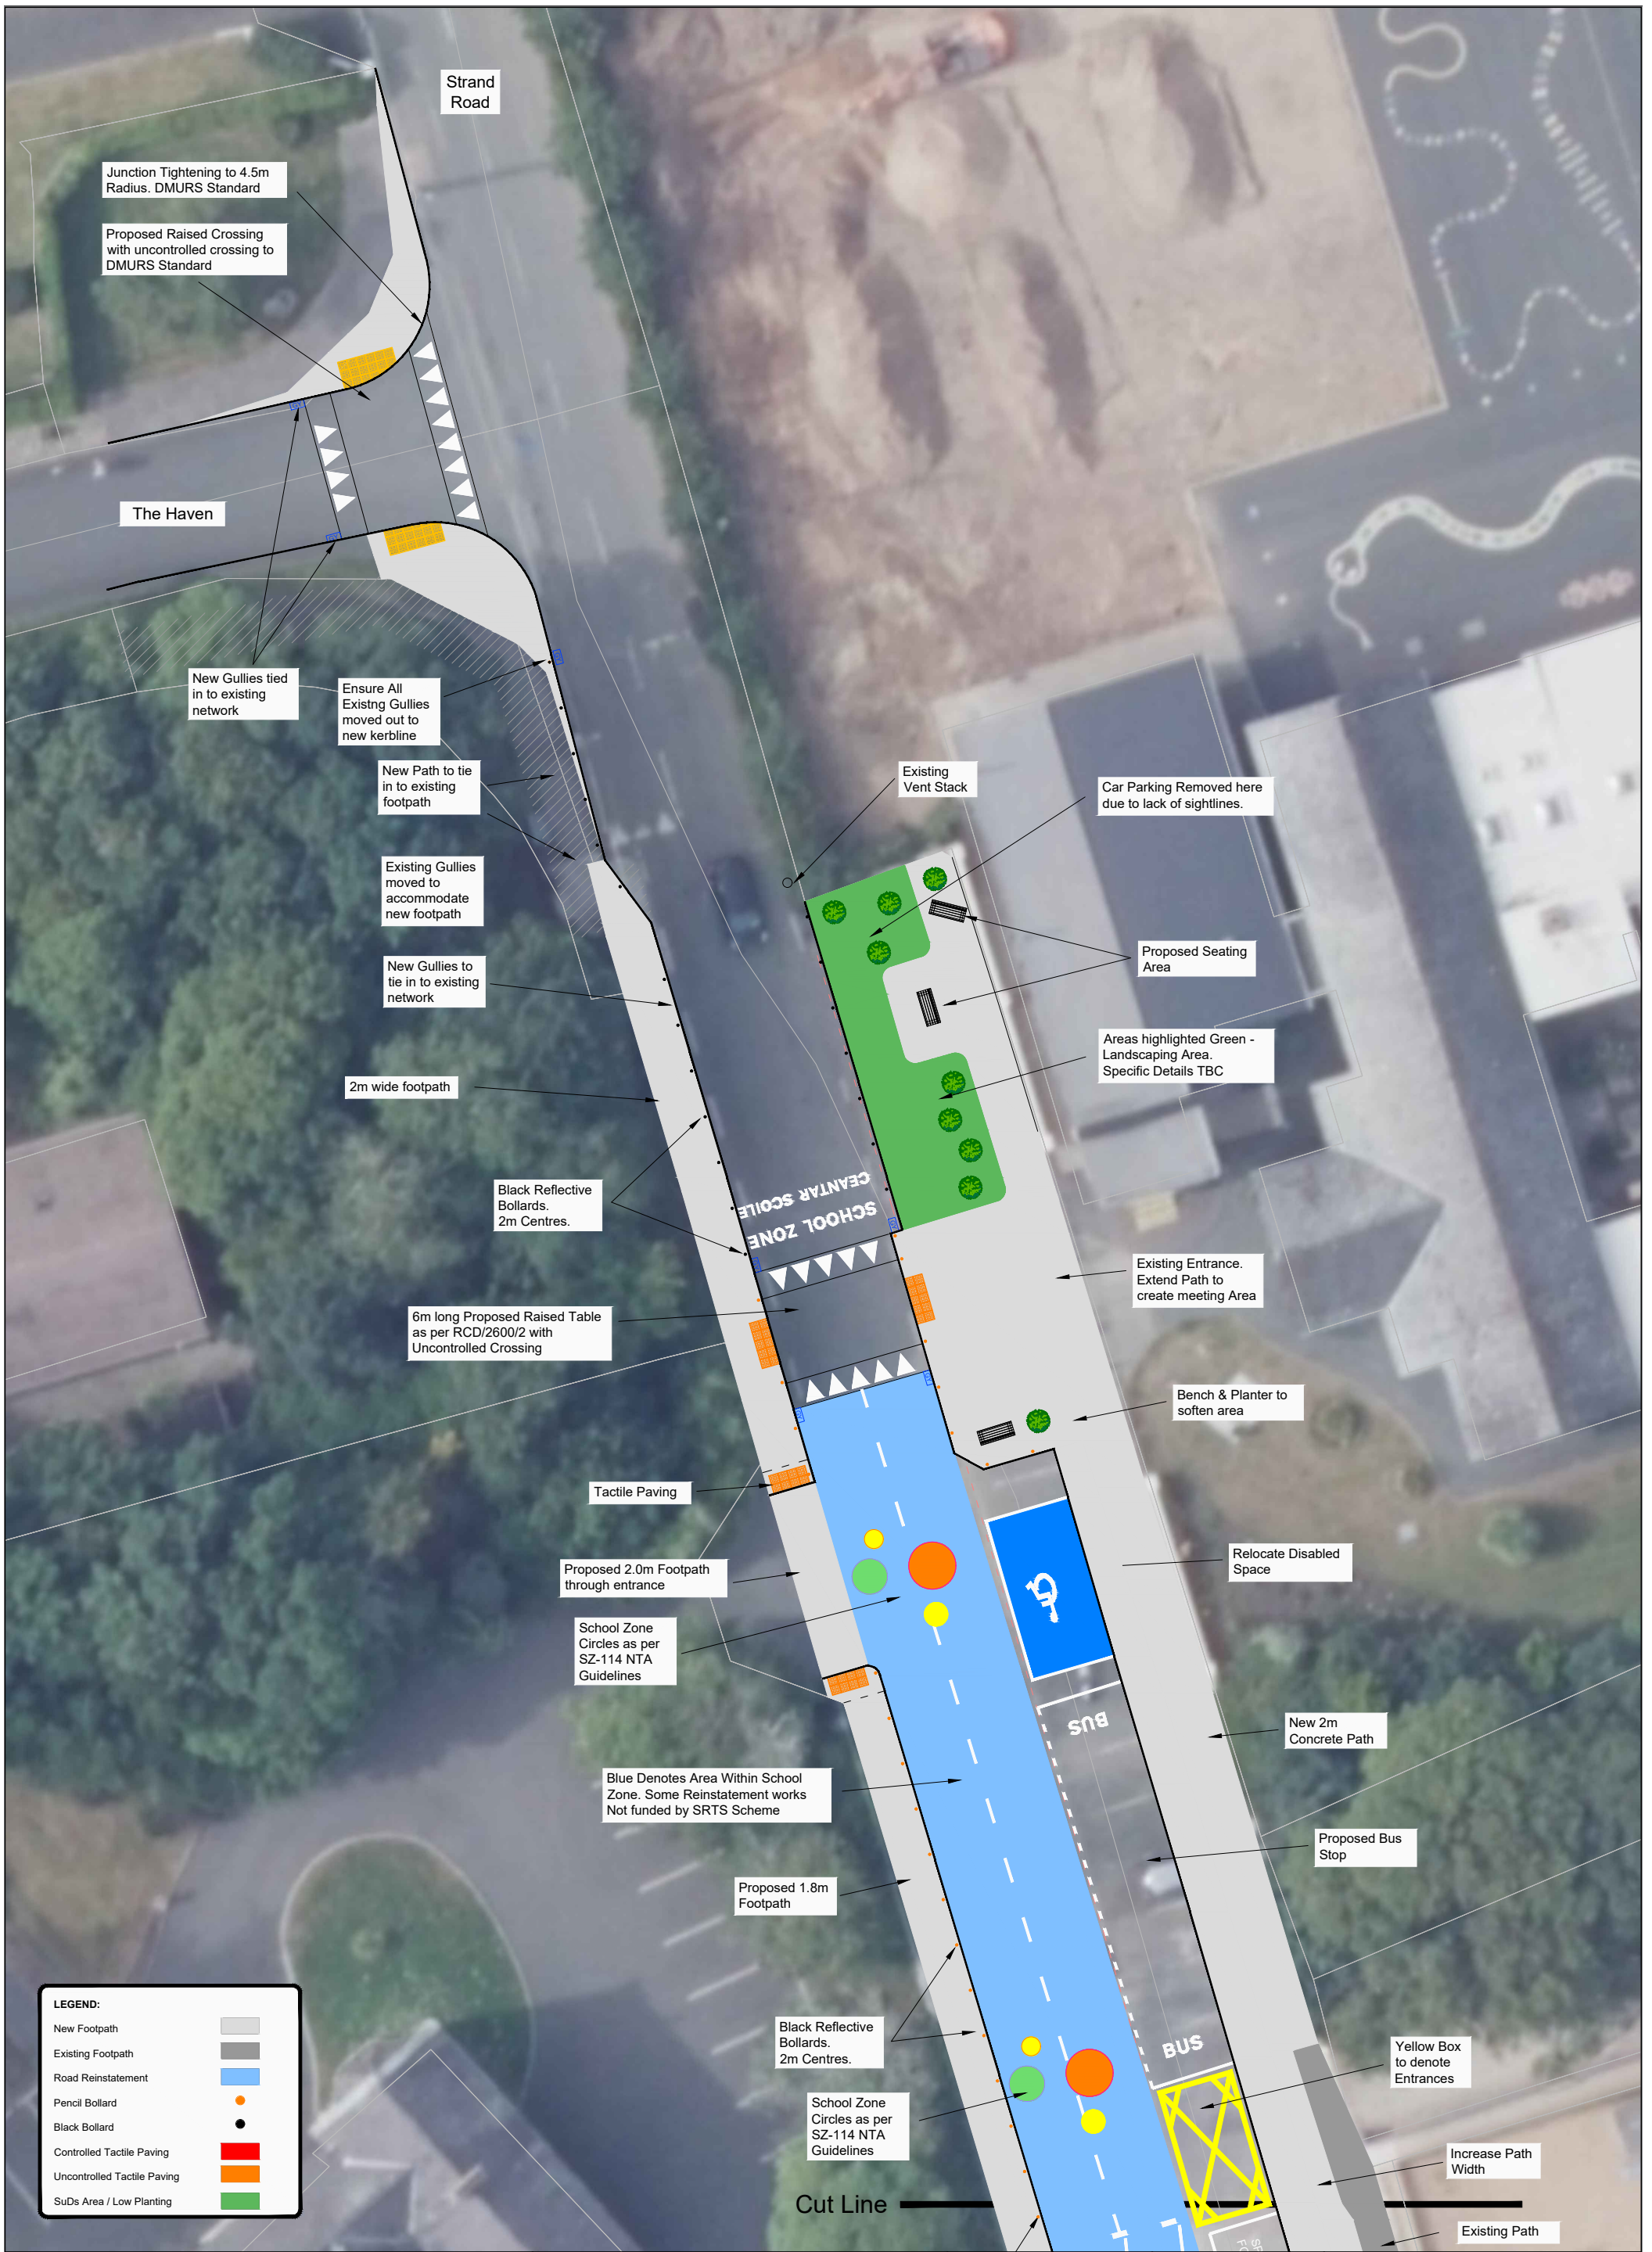 Strand
Road
Junction Tightening to 4.5m
Radius. DMURS Standard
Proposed Raised Crossing
with uncontrolled crossing to
DMURS Standard
The Haven
New Gullies tied
in to existing
network
Ensure All
Existng Gullies
moved out to
new kerbline
New Path to tie
in to existing
footpath
Existing
Vent Stack
Car Parking Removed here
due to lack of sightlines.
Existing Gullies
moved to
accommodate
new footpath
Proposed Seating
Area
New Gullies to
tie in to existing
network
Areas highlighted Green -
Landscaping Area.
Specific Details TBC
2m wide footpath
Black Reflective
Bollards.
2m Centres.
CEANTAR SCOILE
SCHOOL ZONE
Existing Entrance.
Extend Path to
create meeting Area
6m long Proposed Raised Table
as per RCD/2600/2 with
Uncontrolled Crossing
Bench & Planter to
soften area
Tactile Paving
Relocate Disabled
Space
Proposed 2.0m Footpath
through entrance
School Zone
Circles as per
SZ-114 NTA
Guidelines
BUS
New 2m
Concrete Path
Blue Denotes Area Within School
Zone. Some Reinstatement works
Not funded by SRTS Scheme
Proposed Bus
Stop
Proposed 1.8m
Footpath
Black Reflective
Bollards.
2m Centres.
BUS
Yellow Box
to denote
Entrances
School Zone
Circles as per
SZ-114 NTA
Guidelines
Increase Path
Width
Cut Line
Existing Path
LEGEND:
New Footpath
Existing Footpath
Road Reinstatement
Pencil Bollard
Black Bollard
Controlled Tactile Paving
Uncontrolled Tactile Paving
SuDs Area / Low Planting